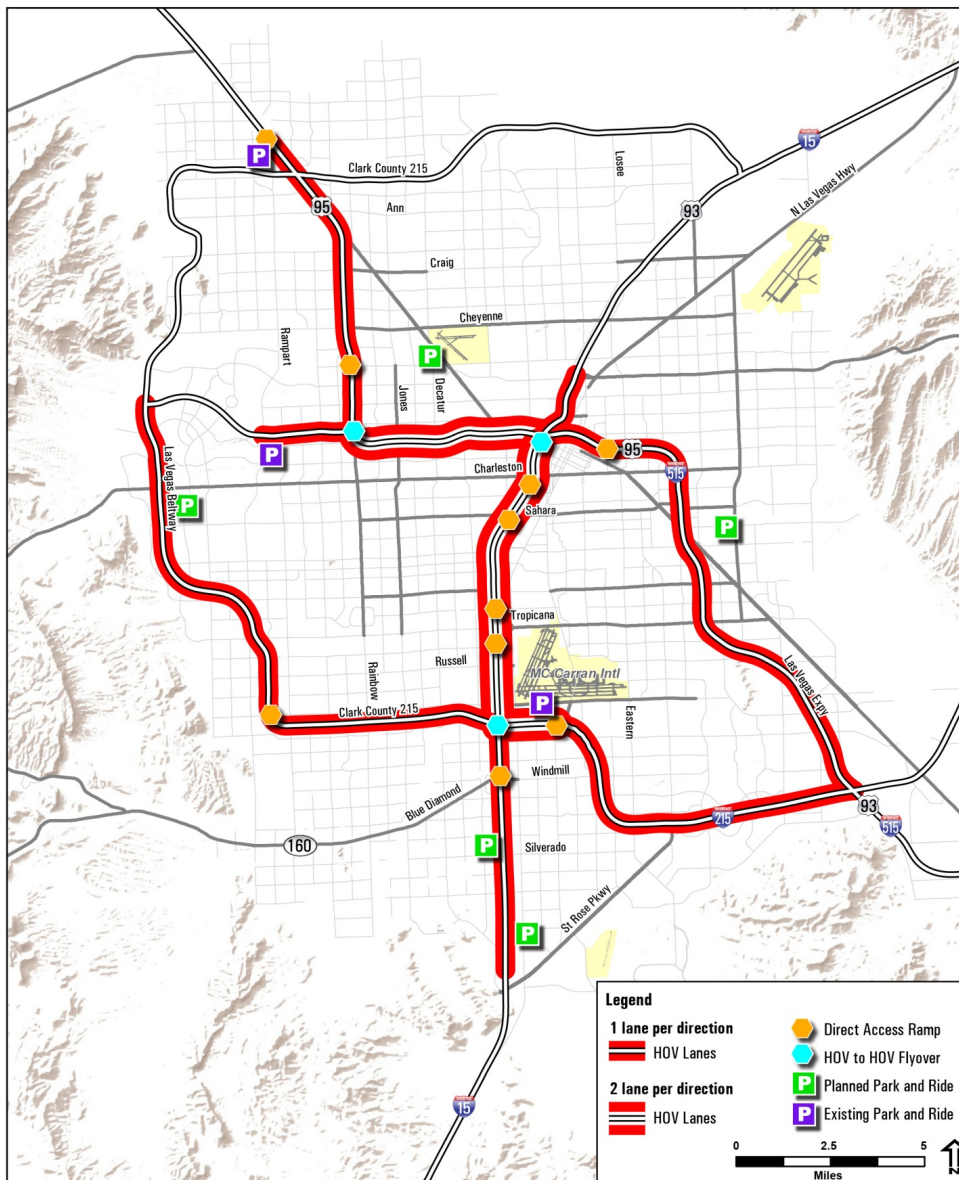 Clark County 215
Losee
15
N Las Vegas Hwy
95
Ann
93
Craig
Cheyenne
Rampart
Jones
Decatur
P
P
P
Las Vegas Beltway
Charleston
95
515
P
Sahara
P
Tropicana
Russell
MC Carran Intl
Rainbow
Eastern
Las Vegas Expy
Clark County 215
P
Windmill
Blue Diamond
215
93
515
160
P
Silverado
St Rose Pkwy
P
15
Legend
1 lane per direction
HOV Lanes
2 lane per direction
HOV Lanes
Direct Access Ramp
HOV to HOV Flyover
P Planned Park and Ride
P Existing Park and Ride
0 2.5 5
Miles
N